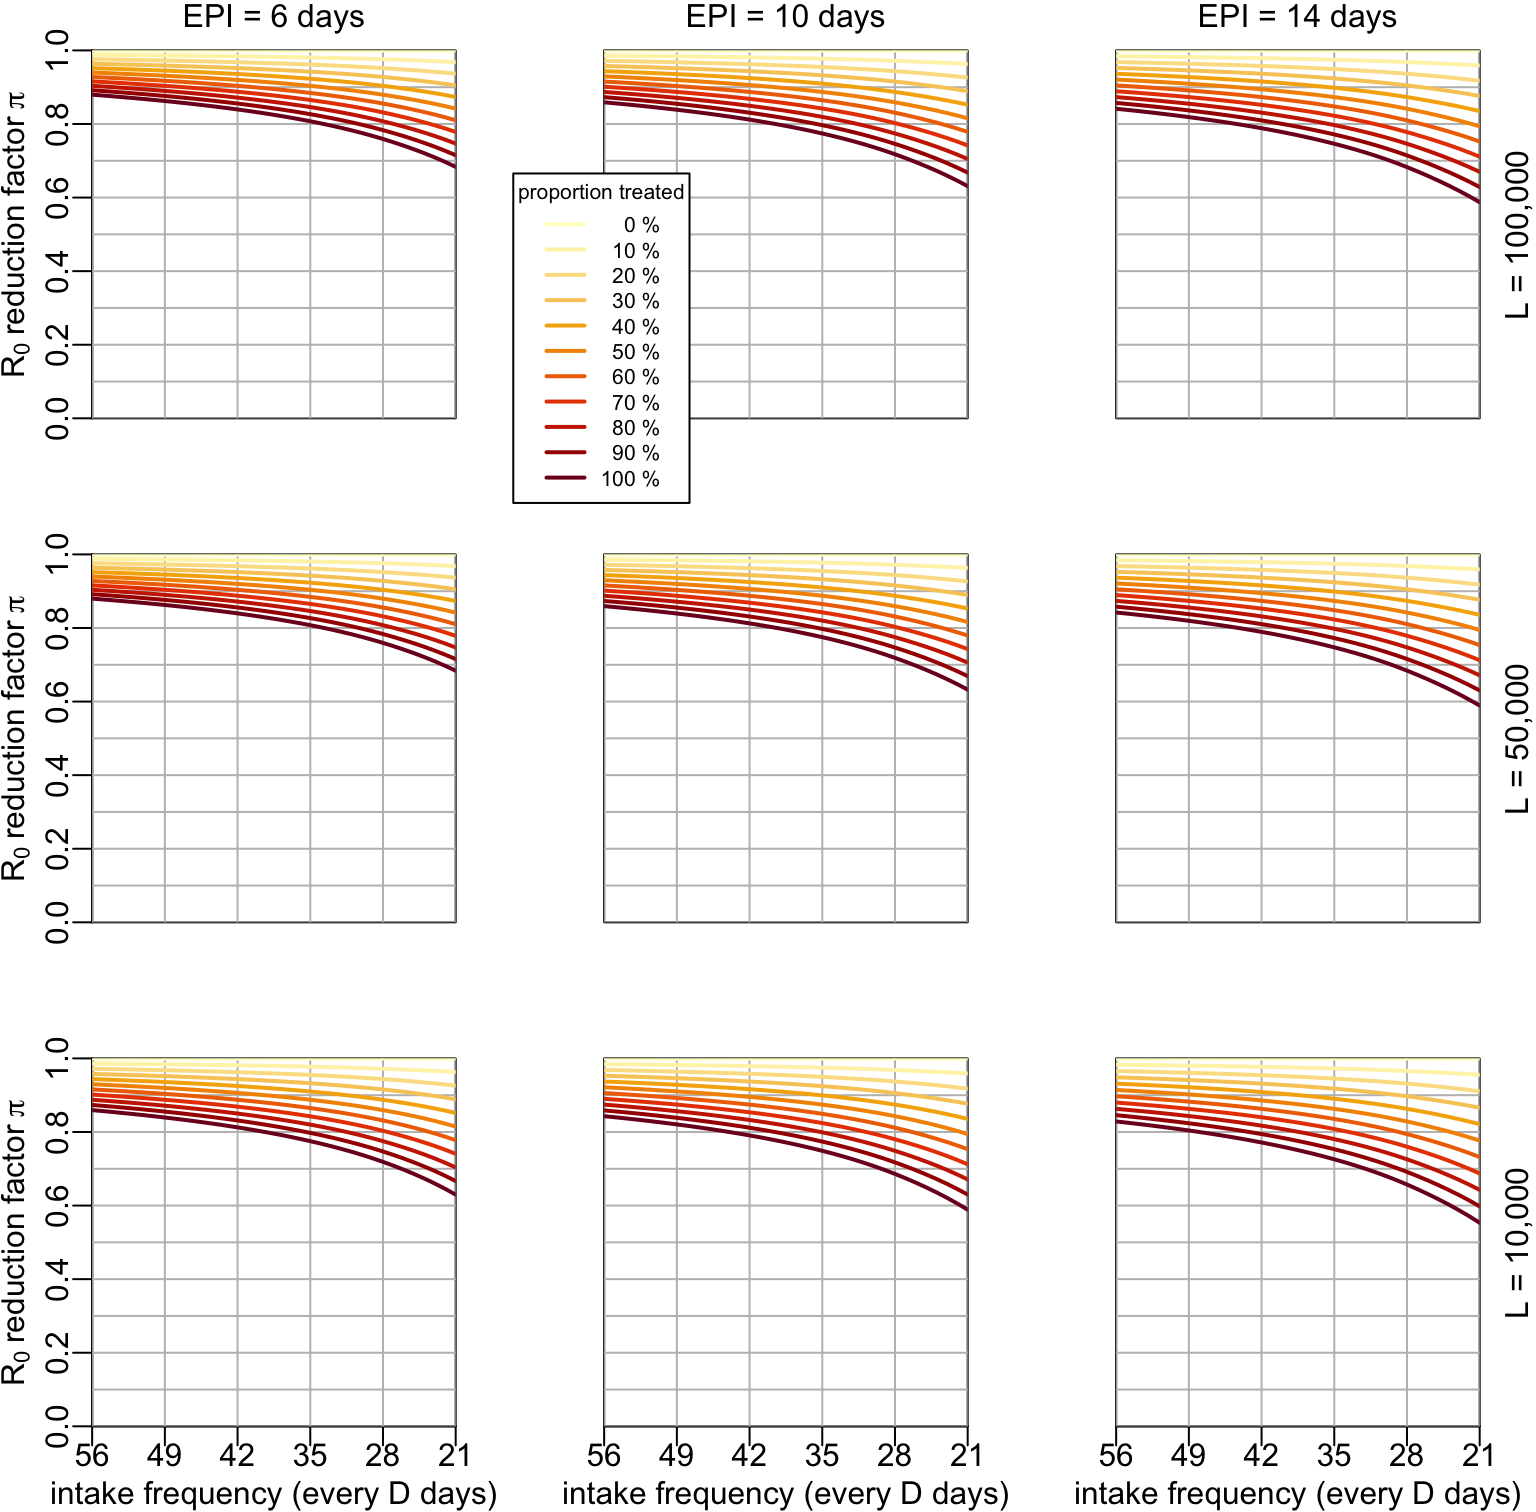 EPI = 6 days
EPI = 10 days
EPI = 14 days
R0 reduction factor π
1.0
0.8
0.6
0.4
0.2
0.0
L = 100,000
proportion treated
0 %
10 %
20 %
30 %
40 %
50 %
60 %
70 %
80 %
90 %
100 %
R0 reduction factor π
1.0
0.8
0.6
0.4
0.2
0.0
L = 50,000
R0 reduction factor π
1.0
0.8
0.6
0.4
0.2
0.0
L = 10,000
56 49 42 35 28 21
56 49 42 35 28 21
56 49 42 35 28 21
intake frequency (every D days)
intake frequency (every D days)
intake frequency (every D days)